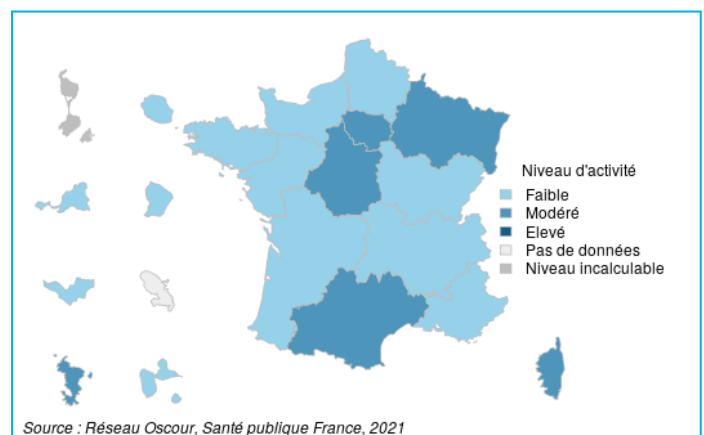 Niveau d'activité
Faible
Modéré
Elevé
Pas de données
Niveau incalculable
Source : Réseau Oscour, Santé publique France, 2021